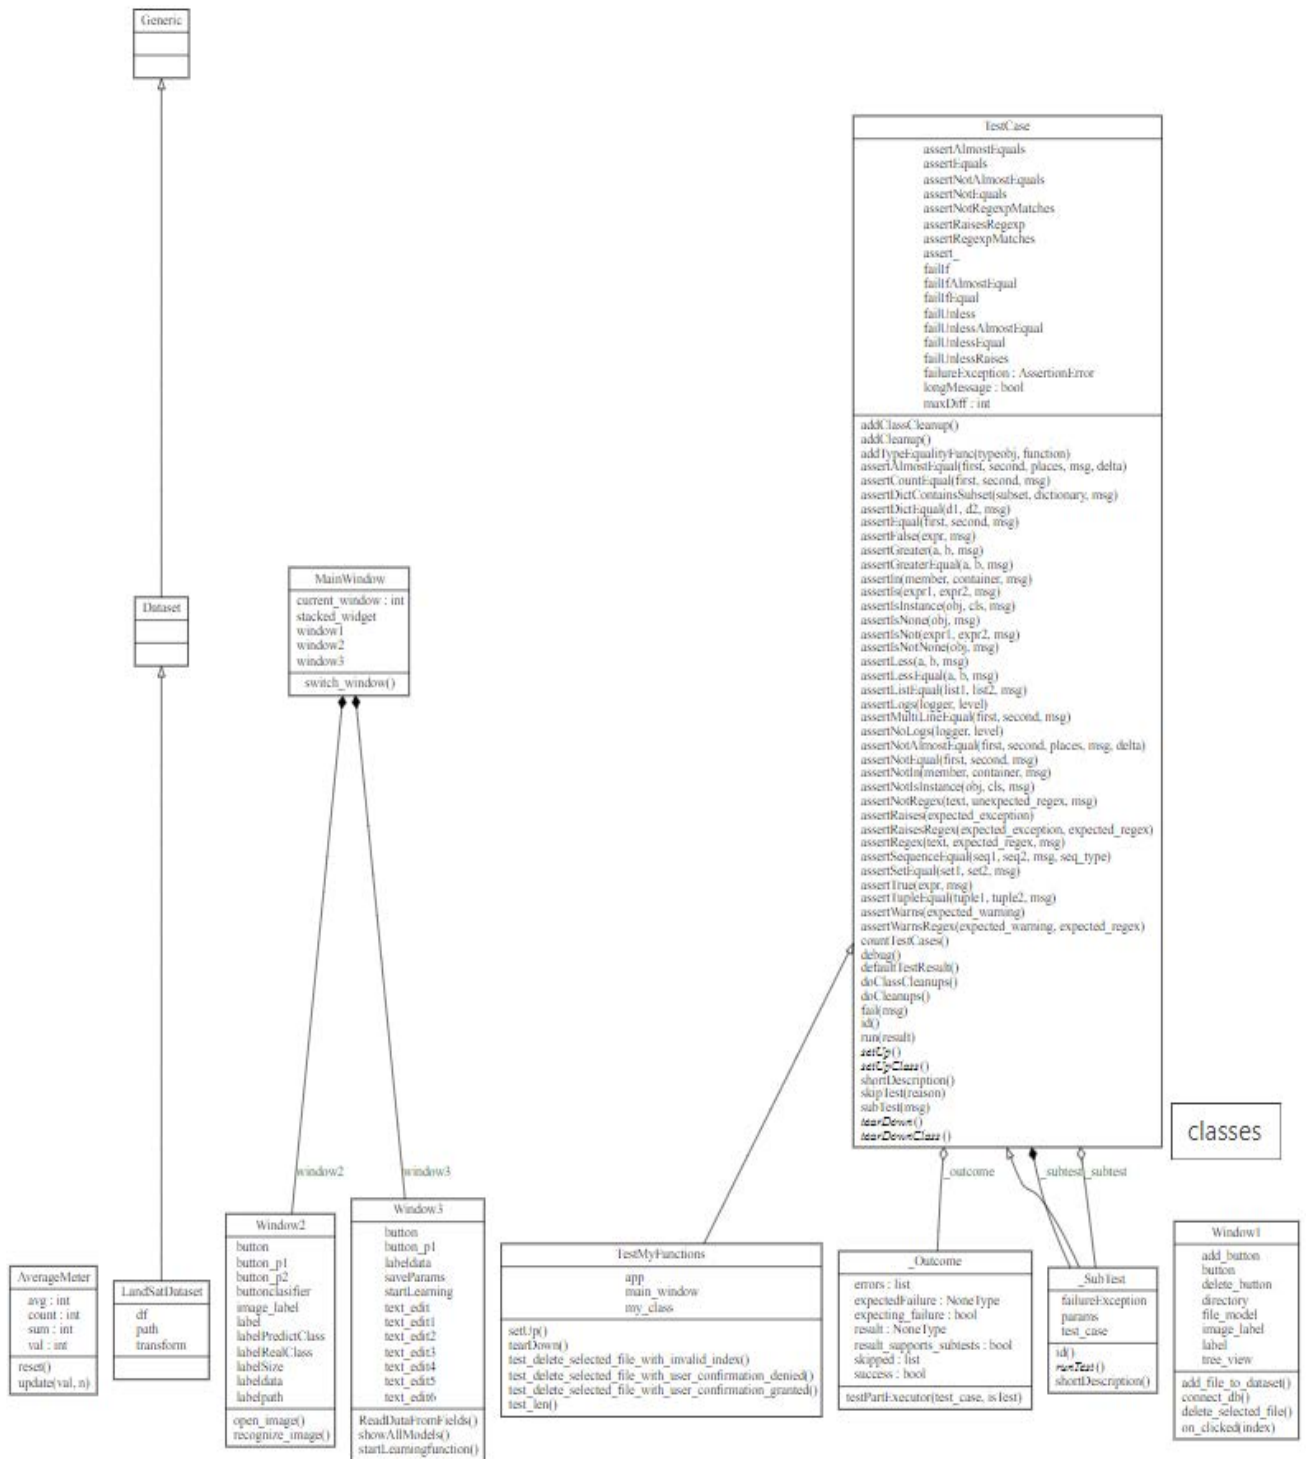 Generic
TestCase
assertAlmostEquals
assertEquals
assertNotAlmostEquals
assertNotEquals
assertNotRegexpMatches
assertRaisesRegexp
assertRegexpMatches
assert_
failIf
failIfAlmostEqual
failIfEqual
failUnless
failUnlessAlmostEqual
failUnlessEqual
failUnlessRaises
failureException : AssertionError
longMessage : bool
maxDiff : int
addClassCleanup()
addCleanup()
addTypeEqualityFunc(typeobj, function)
assertAlmostEqual(first, second, places, msg, delta)
assertCountEqual(first, second, msg)
assertDictContainsSubset(subset, dictionary, msg)
assertDictEqual(d1, d2, msg)
assertEqual(first, second, msg)
assertFalse(expr, msg)
assertGreater(a, b, msg)
assertGreaterEqual(a, b, msg)
assertIn(member, container, msg)
assertIs(expr1, expr2, msg)
assertIsInstance(obj, cls, msg)
assertIsNone(obj, msg)
assertIsNot(expr1, expr2, msg)
assertIsNotNone(obj, msg)
assertLess(a, b, msg)
assertLessEqual(a, b, msg)
assertListEqual(list1, list2, msg)
assertLogs(logger, level)
assertMultiLineEqual(first, second, msg)
assertNoLogs(logger, level)
assertNotAlmostEqual(first, second, places, msg, delta)
assertNotEqual(first, second, msg)
assertNotIn(member, container, msg)
assertNotIsInstance(obj, cls, msg)
assertNotRegex(text, unexpected_regex, msg)
assertRaises(expected_exception)
assertRaisesRegex(expected_exception, expected_regex)
assertRegex(text, expected_regex, msg)
assertSequenceEqual(seq1, seq2, msg, seq_type)
assertSetEqual(set1, set2, msg)
assertTrue(expr, msg)
assertTupleEqual(tuple1, tuple2, msg)
assertWarns(expected_warning)
assertWarnsRegex(expected_warning, expected_regex)
countTestCases()
debug()
defaultTestResult()
doClassCleanups()
doCleanups()
fail(msg)
id()
run(result)
setUp()
setUpClass()
shortDescription()
skipTest(reason)
subTest(msg)
tearDown()
tearDownClass()
MainWindow
current_window : int
stacked_widget
window1
window2
window3
switch_window()
Dataset
classes
window2
window3
_outcome
_subtest
_subtest
AverageMeter
avg : int
count : int
sum : int
val : int
reset()
update(val, n)
LandSatDataset
df
path
transform
Window2
button
button_p1
button_p2
buttonclasifier
image_label
label
labelPredictClass
labelRealClass
labelSize
labeldata
labelpath
open_image()
recognize_image()
Window3
button
button_p1
labeldata
saveParams
startLearning
text_edit
text_edit1
text_edit2
text_edit3
text_edit4
text_edit5
text_edit6
ReadDataFromFields()
showAllModels()
startLearningfunction()
TestMyFunctions
app
main_window
my_class
setUp()
tearDown()
test_delete_selected_file_with_invalid_index()
test_delete_selected_file_with_user_confirmation_denied()
test_delete_selected_file_with_user_confirmation_granted()
test_len()
_Outcome
errors : list
expectedFailure : NoneType
expecting_failure : bool
result : NoneType
result_supports_subtests : bool
skipped : list
success : bool
testPartExecutor(test_case, isTest)
_SubTest
failureException
params
test_case
id()
runTest()
shortDescription()
Window1
add_button
button
delete_button
directory
file_model
image_label
label
tree_view
add_file_to_dataset()
connect_db()
delete_selected_file()
on_clicked(index)